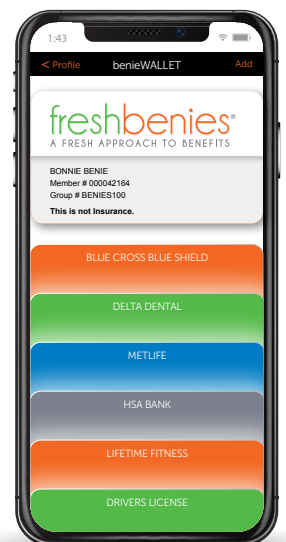 1:43
< Profile benieWALLET Add
freshbenies®
A FRESH APPROACH TO BENEFITS
BONNIE BENIE
Member # 000042164
Group # BENIES100
This is not Insurance.
BLUE CROSS BLUE SHIELD
DELTA DENTAL
METLIFE
HSA BANK
LIFETIME FITNESS
DRIVERS LICENSE